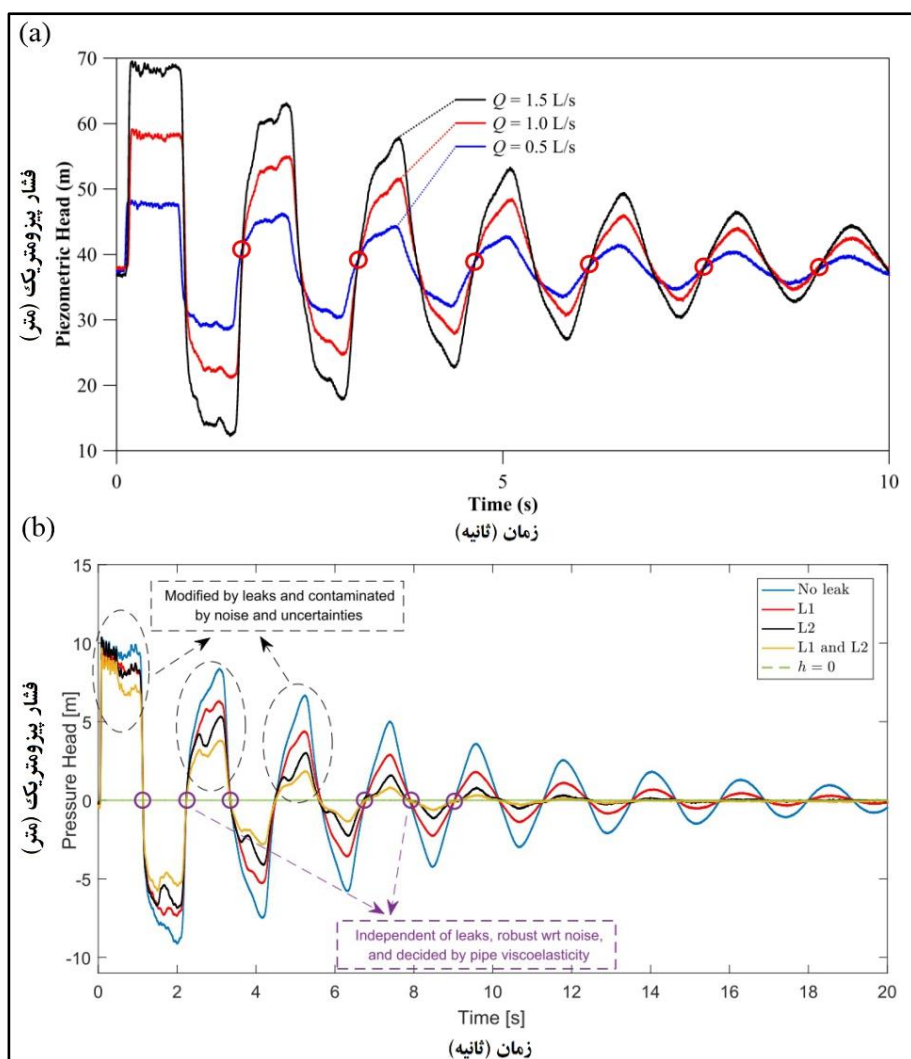 (a)
70
60
50
40
30
20
10
فشار پیزومتریک (متر)
Piezometric Head (m)
Q = 1.5 L/s
Q = 1.0 L/s
Q = 0.5 L/s
0
5
10
Time (s)
زمان (ثانیه)
(b)
15
10
5
0
-5
-10
فشار پیزومتریک (متر)
Pressure Head [m]
Modified by leaks and contaminated
by noise and uncertainties
No leak
L1
L2
L1 and L2
h = 0
Independent of leaks, robust wrt noise,
and decided by pipe viscoelasticity
0 2 4 6 8 10 12 14 16 18 20
Time [s]
زمان (ثانیه)